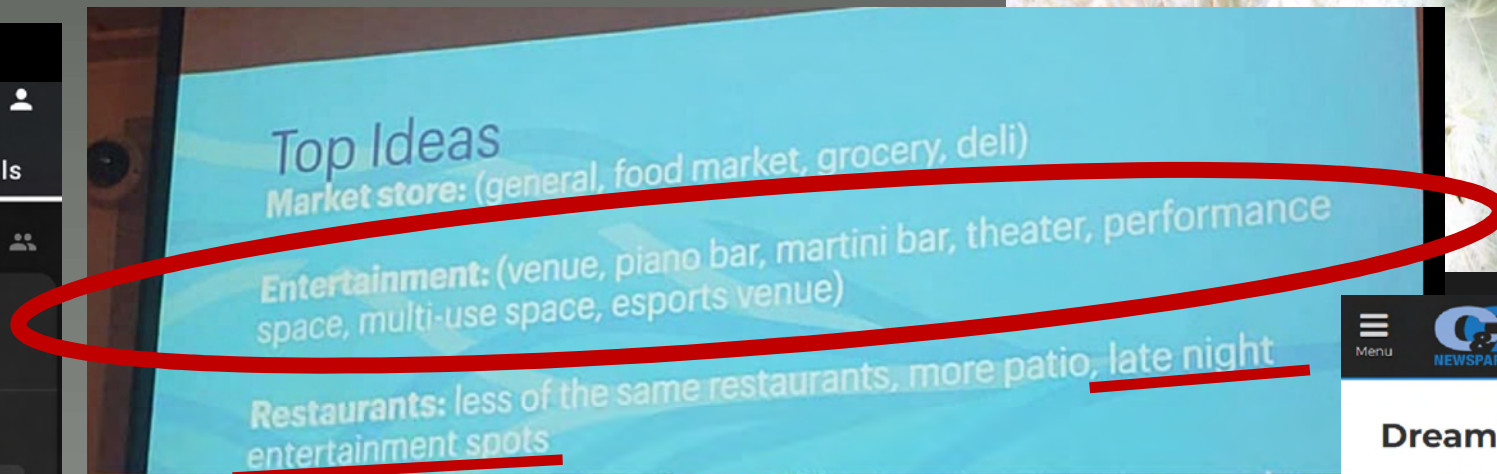 ls
Top Ideas
Market store: (general, food market, grocery, deli)
Entertainment: (venue, piano bar, martini bar, theater, performance
space, multi-use space, esports venue)
Restaurants: less of the same restaurants, more patio, late night
entertainment spots
Menu
C&
NEWSPAP
Dream